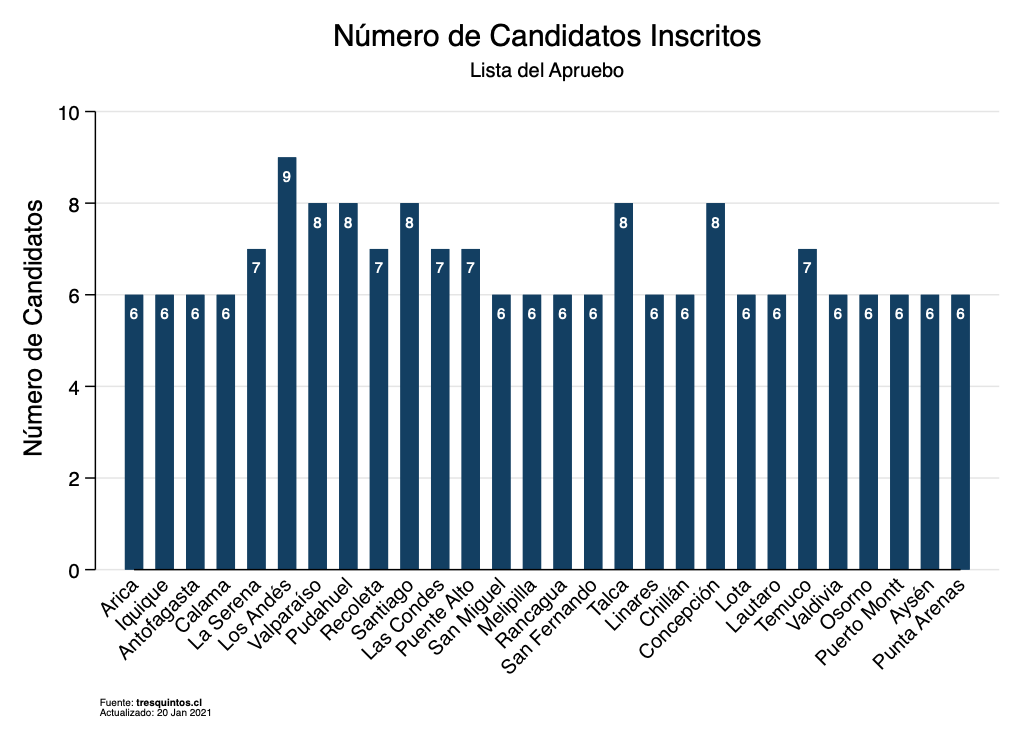 Número de Candidatos Inscritos
Lista del Apruebo
Número de Candidatos
10
8
6
4
2
0
6
6
6
6
7
9
8
8
7
8
7
7
6
6
6
6
8
6
6
8
6
6
7
6
6
6
6
6
Arica
Iquique
Antofagasta
Calama
La Serena
Los Andés
Valparaíso
Pudahuel
Recoleta
Santiago
Las Condes
Puente Alto
San Miguel
Melipilla
Rancagua
San Fernando
Talca
Linares
Chillán
Concepción
Lota
Lautaro
Temuco
Valdivia
Osorno
Puerto Montt
Aysén
Punta Arenas
Fuente: tresquintos.cl
Actualizado: 20 Jan 2021